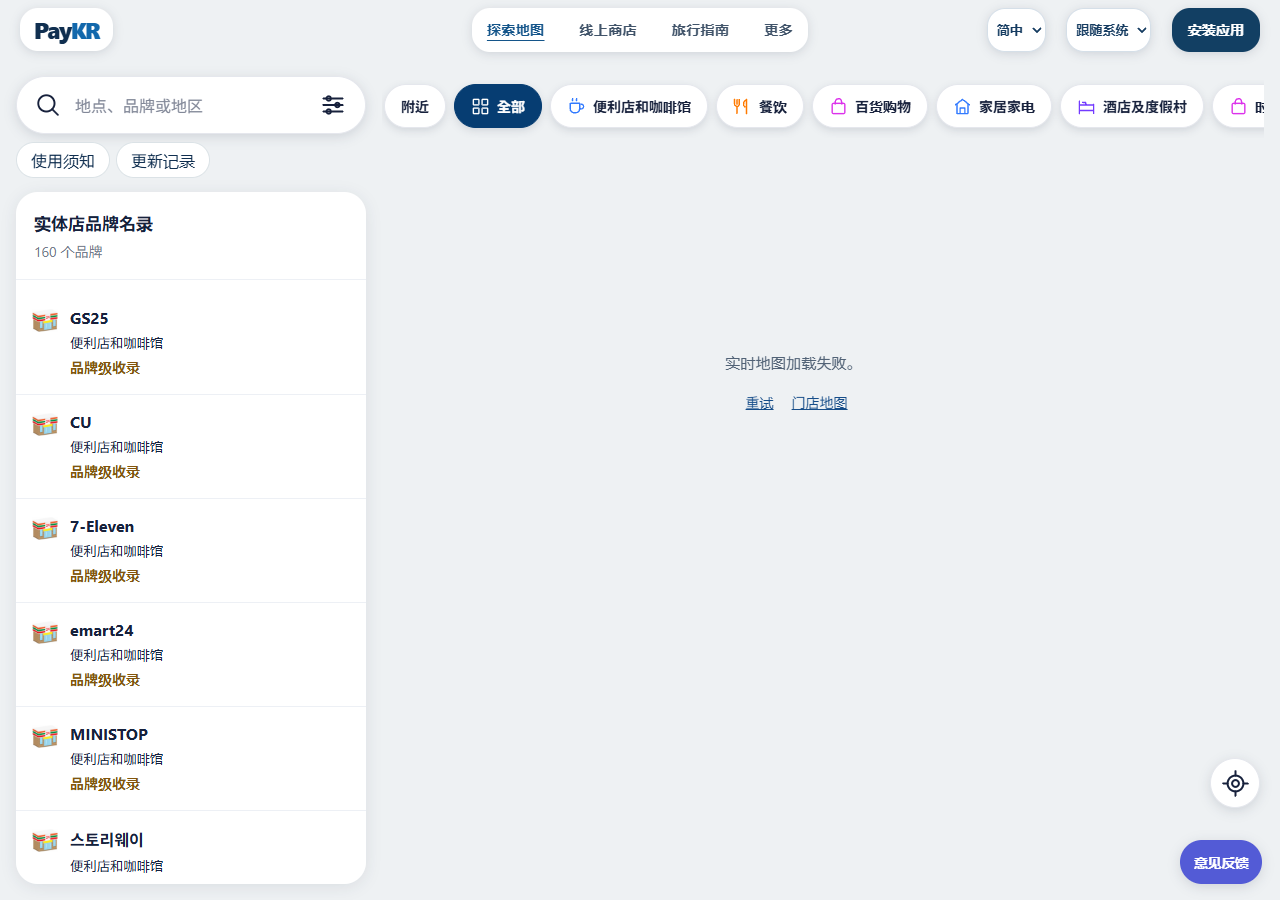 PayKR
探索地图
线上商店
旅行指南
更多
简中
跟随系统
安装应用
地点、品牌或地区
附近
全部
便利店和咖啡馆
餐饮
百货购物
家居家电
酒店及度假村
使用须知
更新记录
实体店品牌名录
160 个品牌
GS25
便利店和咖啡馆
品牌级收录
CU
便利店和咖啡馆
品牌级收录
7-Eleven
便利店和咖啡馆
品牌级收录
emart24
便利店和咖啡馆
品牌级收录
MINISTOP
便利店和咖啡馆
品牌级收录
스토리웨이
便利店和咖啡馆
实时地图加载失败。
重试
门店地图
意见反馈